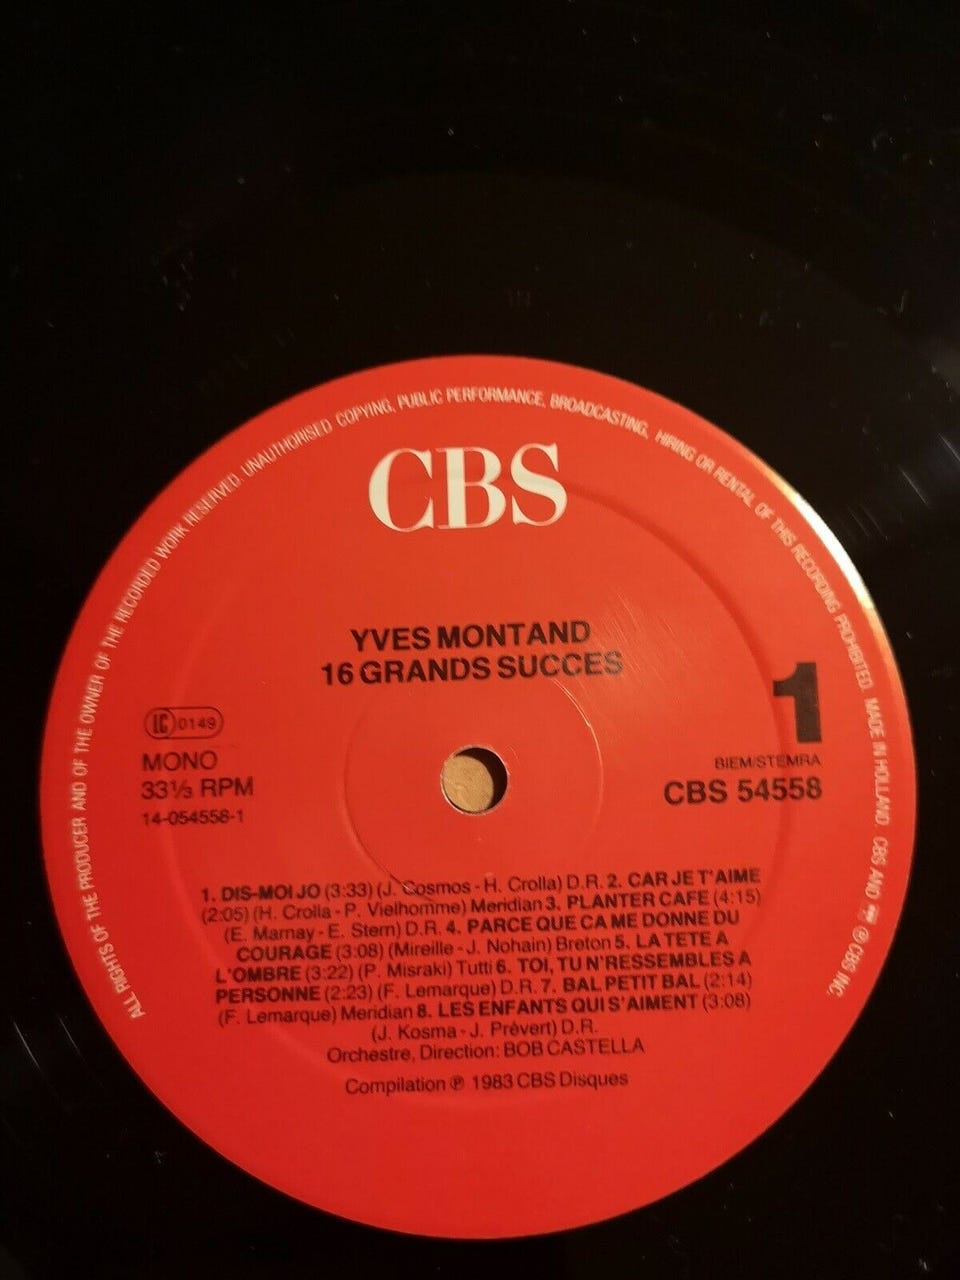 ALL RIGHTS OF THE PRODUCER AND OF THE OWNER OF THE RECORDED WORK RESERVED. UNAUTHORISED COPYING, PUBLIC PERFORMANCE, BROADCASTING, HIRING OR RENTAL OF THIS RECORDING PROHIBITED. MADE IN HOLLAND. CBS AND ℗ CBS INC.
CBS
YVES MONTAND
16 GRANDS SUCCES
1
LC 0149
MONO
33⅓ RPM
14-054558-1
BIEM/STEMRA
CBS 54558
1. DIS-MOI JO (3:33) (J. Cosmos - H. Crolla) D.R. 2. CAR JE T'AIME
(2:05) (H. Crolla - P. Vielhomme) Meridian 3. PLANTER CAFE (4:15)
(E. Marnay - E. Stern) D.R. 4. PARCE QUE CA ME DONNE DU
COURAGE (3:08) (Mireille - J. Nohain) Breton 5. LA TETE A
L'OMBRE (3:22) (P. Misraki) Tutti 6. TOI, TU N'RESSEMBLES A
PERSONNE (2:23) (F. Lemarque) D.R. 7. BAL PETIT BAL (2:14)
(F. Lemarque) Meridian 8. LES ENFANTS QUI S'AIMENT (3:08)
(J. Kosma - J. Prévert) D.R.
Orchestre, Direction: BOB CASTELLA
Compilation ℗ 1983 CBS Disques